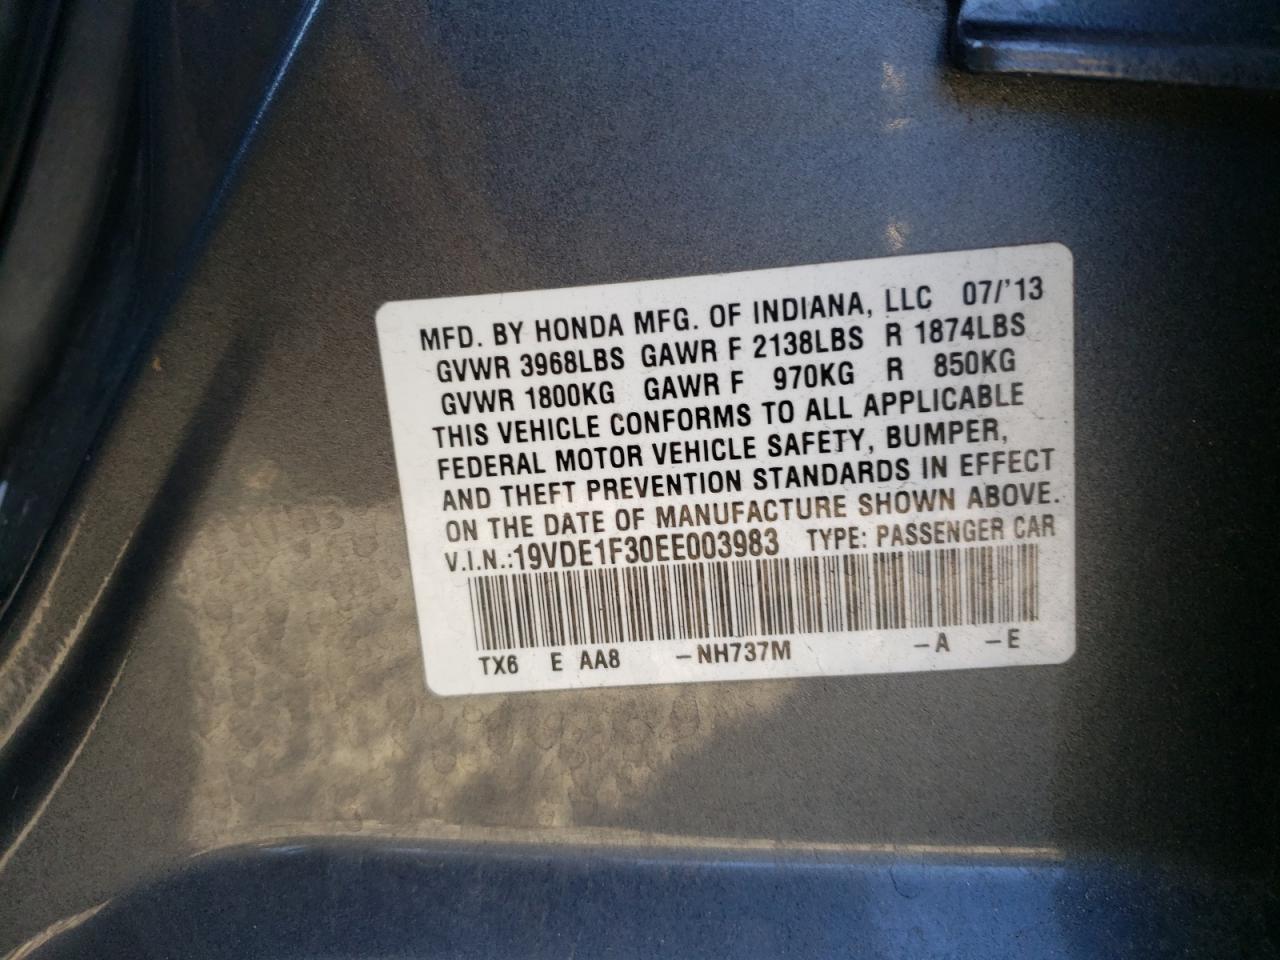 MFD. BY HONDA MFG. OF INDIANA, LLC 07/'13
GVWR 3968LBS GAWR F 2138LBS R 1874LBS
GVWR 1800KG GAWR F 970KG R 850KG
THIS VEHICLE CONFORMS TO ALL APPLICABLE
FEDERAL MOTOR VEHICLE SAFETY, BUMPER,
AND THEFT PREVENTION STANDARDS IN EFFECT
ON THE DATE OF MANUFACTURE SHOWN ABOVE.
V.I.N.:19VDE1F30EE003983 TYPE: PASSENGER CAR
TX6 E AA8 –NH737M –A –E